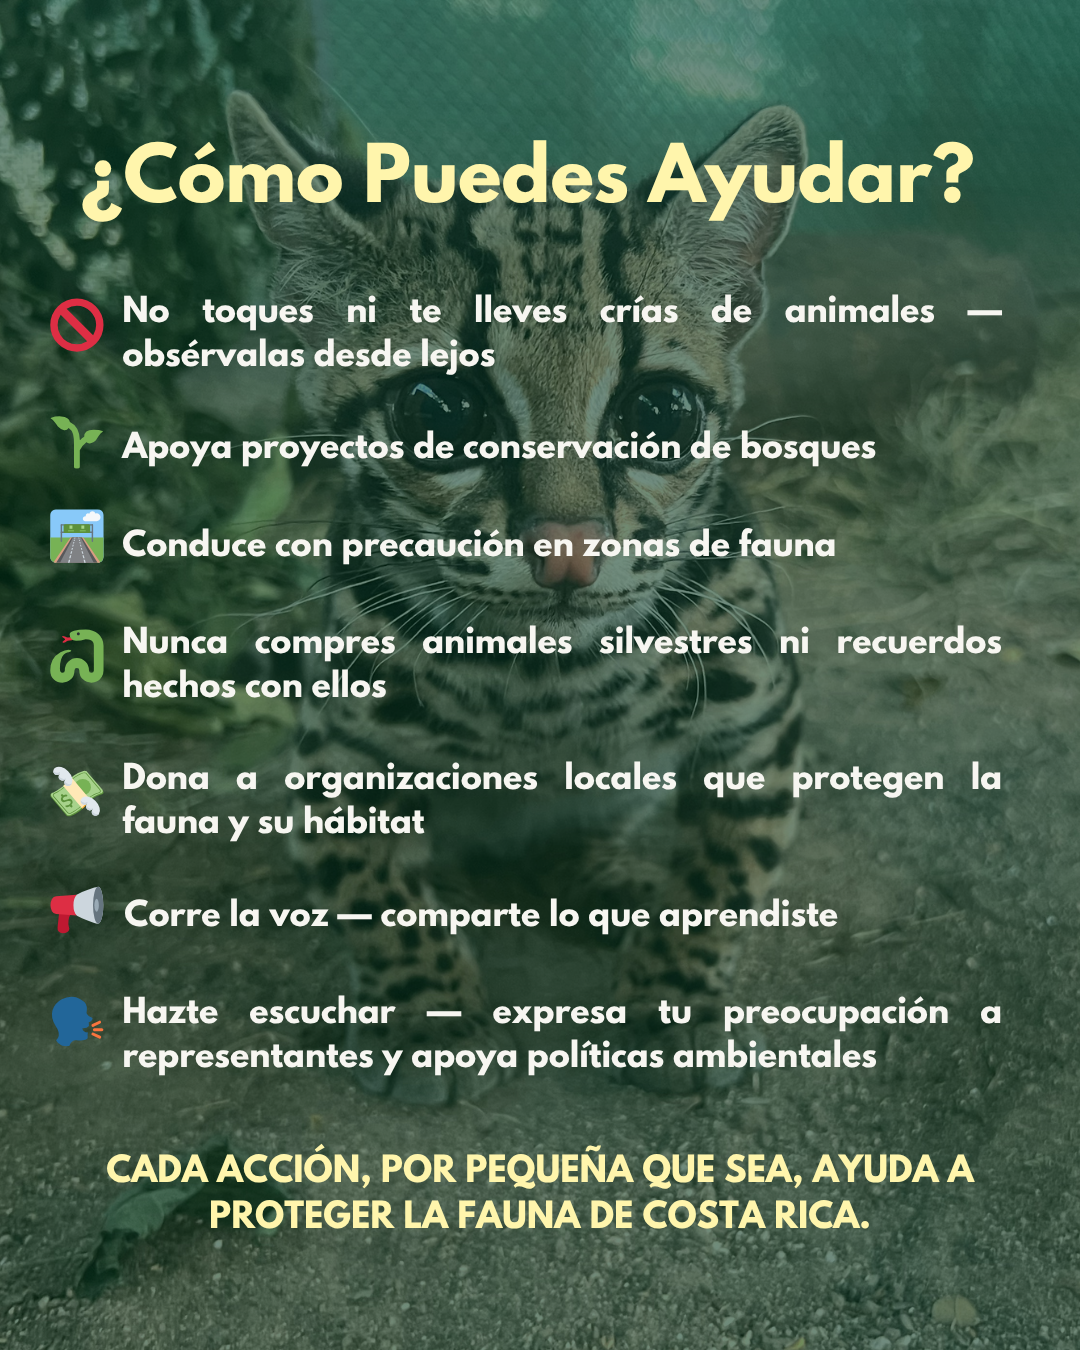 ¿Cómo Puedes Ayudar?
No toques ni te lleves crías de animales —
obsérvalas desde lejos
Apoya proyectos de conservación de bosques
Conduce con precaución en zonas de fauna
Nunca compres animales silvestres ni recuerdos
hechos con ellos
Dona a organizaciones locales que protegen la
fauna y su hábitat
Corre la voz — comparte lo que aprendiste
Hazte escuchar — expresa tu preocupación a
representantes y apoya políticas ambientales
CADA ACCIÓN, POR PEQUEÑA QUE SEA, AYUDA A
PROTEGER LA FAUNA DE COSTA RICA.